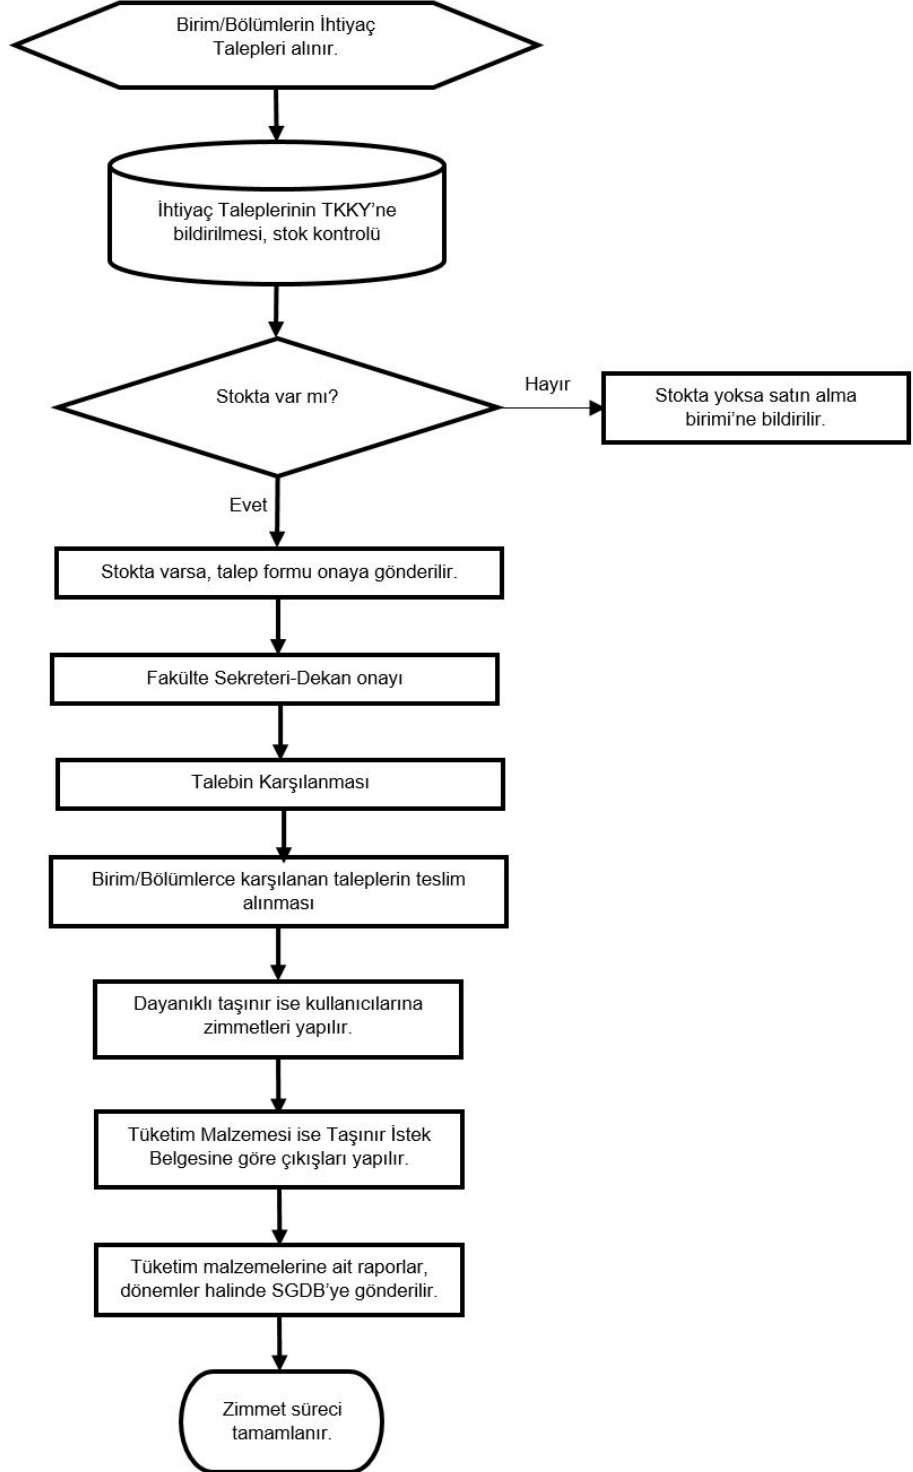 Birim/Bölümlerin İhtiyaç
Talepleri alınır.
İhtiyaç Taleplerinin TKKY’ne
bildirilmesi, stok kontrolü
Stokta var mı?
Hayır
Stokta yoksa satın alma
birimi’ne bildirilir.
Evet
Stokta varsa, talep formu onaya gönderilir.
Fakülte Sekreteri-Dekan onayı
Talebin Karşılanması
Birim/Bölümlerce karşılanan taleplerin teslim
alınması
Dayanıklı taşınır ise kullanıcılarına
zimmetleri yapılır.
Tüketim Malzemesi ise Taşınır İstek
Belgesine göre çıkışları yapılır.
Tüketim malzemelerine ait raporlar,
dönemler halinde SGDB’ye gönderilir.
Zimmet süreci
tamamlanır.